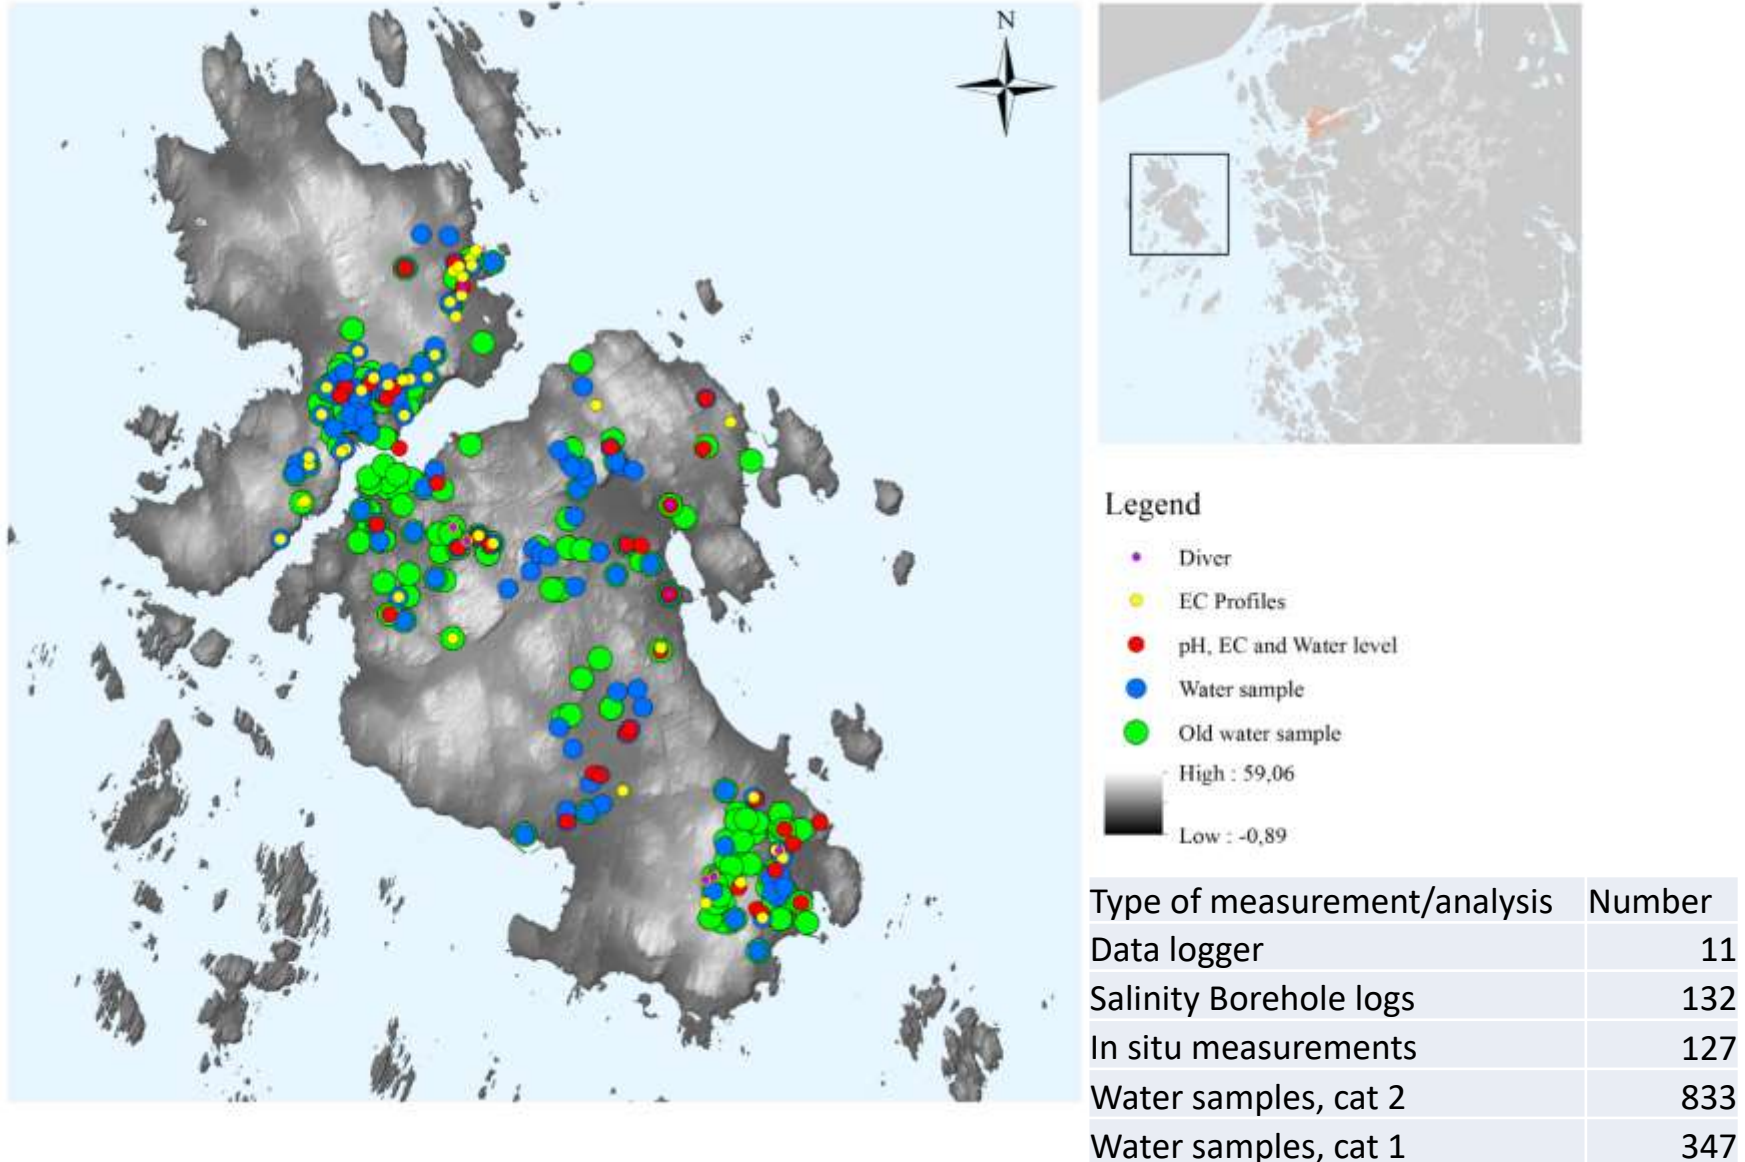 N
Legend
Diver
EC Profiles
pH, EC and Water level
Water sample
Old water sample
High : 59,06
Low : -0,89
Type of measurement/analysis Number
Data logger 11
Salinity Borehole logs 132
In situ measurements 127
Water samples, cat 2 833
Water samples, cat 1 347